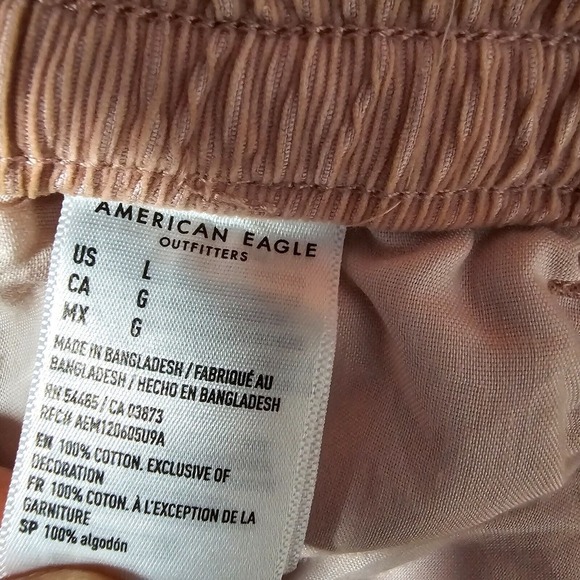 AMERICAN EAGLE
OUTFITTERS
US L
CA G
MX G
MADE IN BANGLADESH / FABRIQUÉ AU
BANGLADESH / HECHO EN BANGLADESH
RN 54485 / CA 03873
RFC# AEM120605U9A
EN 100% COTTON. EXCLUSIVE OF
DECORATION
FR 100% COTON. À L'EXCEPTION DE LA
GARNITURE
SP 100% algodón